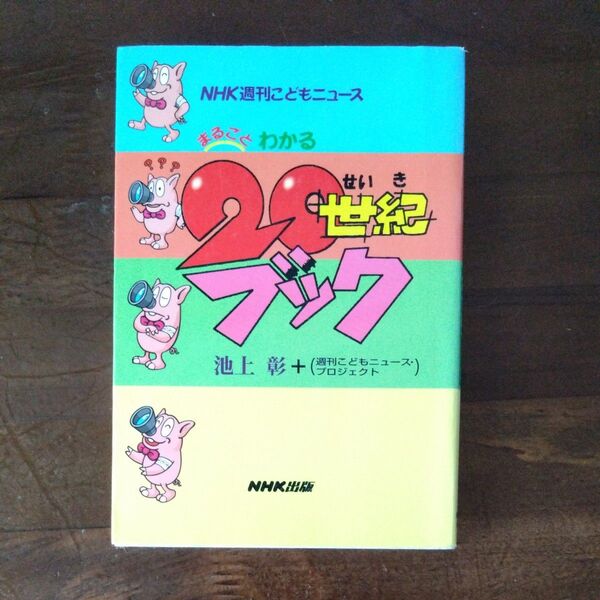 NHK週刊こどもニュース
まるごと わかる
???
せいき
20世紀
ブック
池上 彰+(週刊こどもニュース・
プロジェクト)
NHK出版